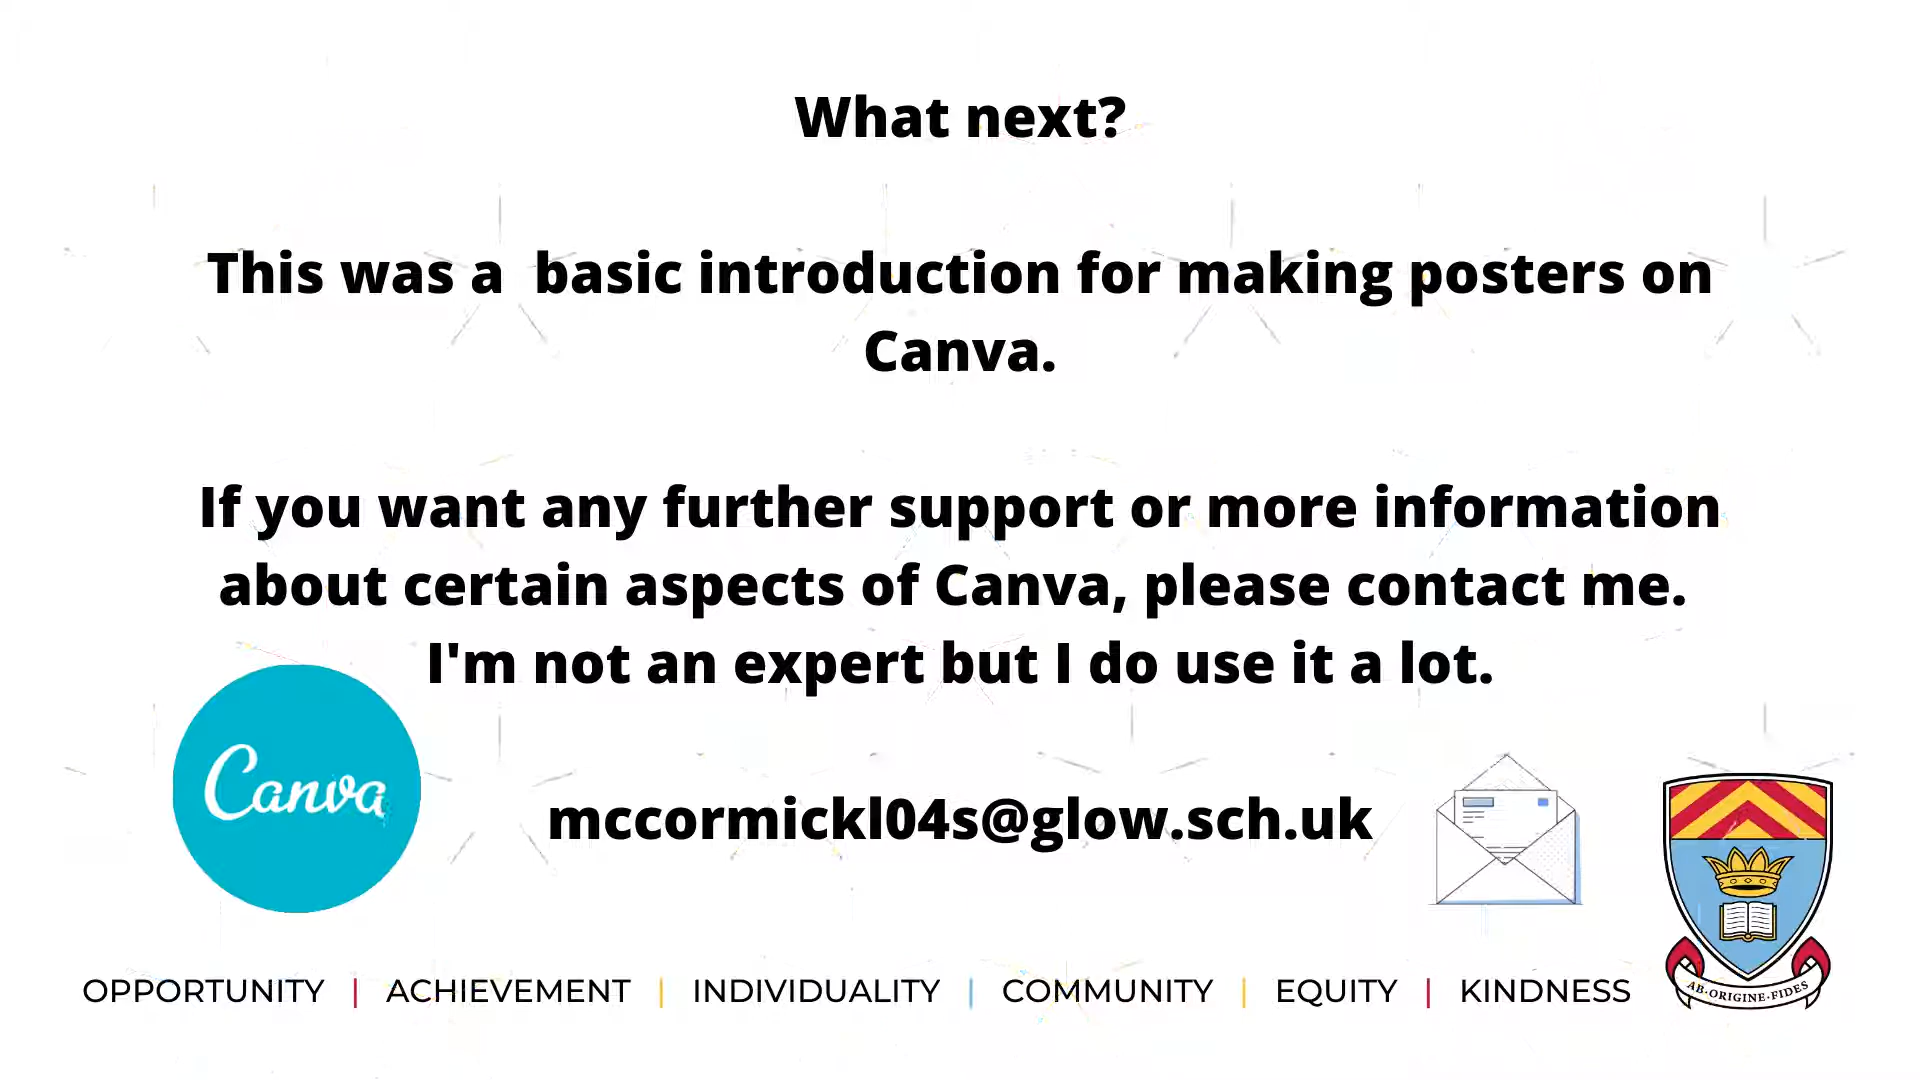 What next?
This was a  basic introduction for making posters on
Canva.
If you want any further support or more information
about certain aspects of Canva, please contact me.
I'm not an expert but I do use it a lot.
Canva
mccormickl04s@glow.sch.uk
OPPORTUNITY | ACHIEVEMENT | INDIVIDUALITY | COMMUNITY | EQUITY | KINDNESS
AB·ORIGINE·FIDES